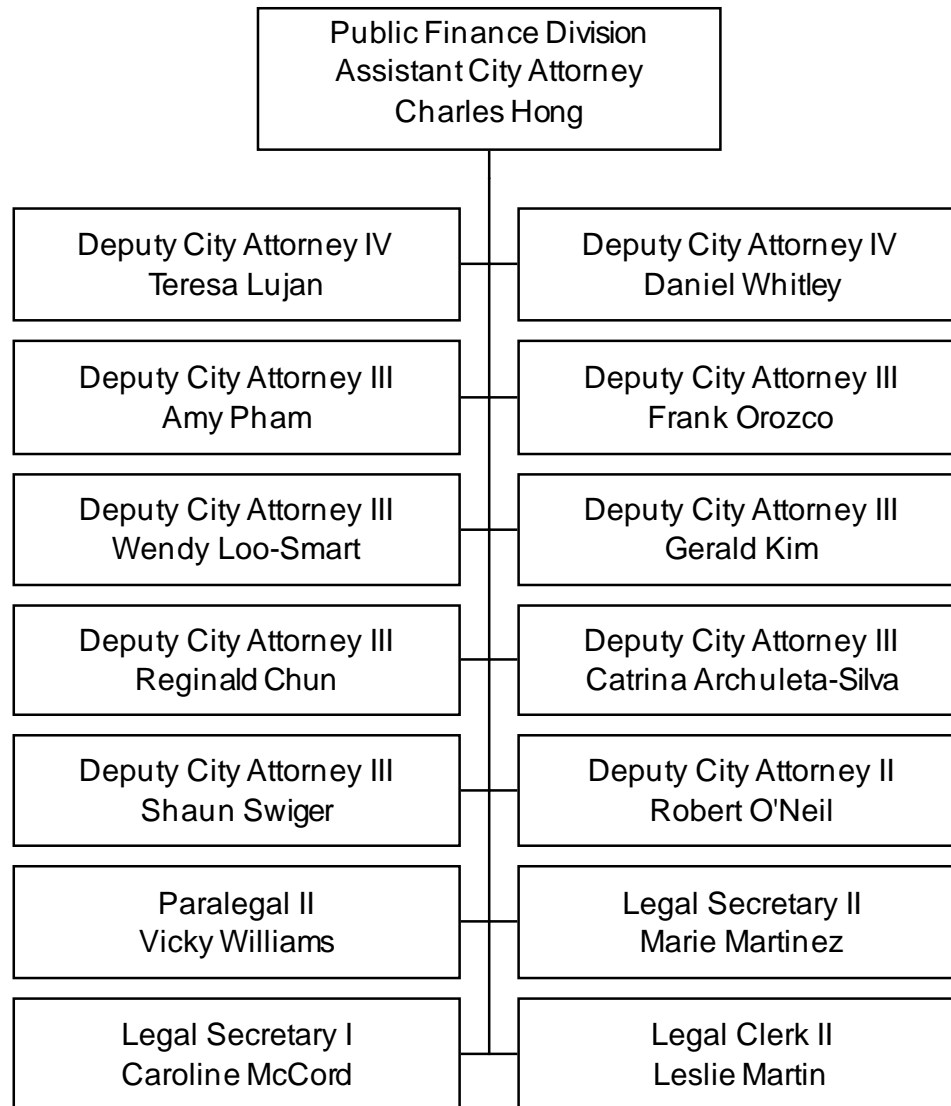 Public Finance Division
Assistant City Attorney
Charles Hong
Deputy City Attorney IV
Teresa Lujan
Deputy City Attorney IV
Daniel Whitley
Deputy City Attorney III
Amy Pham
Deputy City Attorney III
Frank Orozco
Deputy City Attorney III
Wendy Loo-Smart
Deputy City Attorney III
Gerald Kim
Deputy City Attorney III
Reginald Chun
Deputy City Attorney III
Catrina Archuleta-Silva
Deputy City Attorney III
Shaun Swiger
Deputy City Attorney II
Robert O'Neil
Paralegal II
Vicky Williams
Legal Secretary II
Marie Martinez
Legal Secretary I
Caroline McCord
Legal Clerk II
Leslie Martin